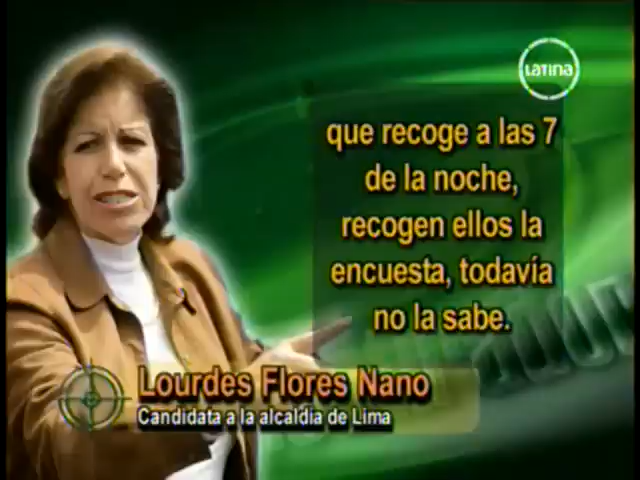 LATINA
que recoge a las 7
de la noche,
recogen ellos la
encuesta, todavía
no la sabe.
Lourdes Flores Nano
Candidata a la alcaldía de Lima